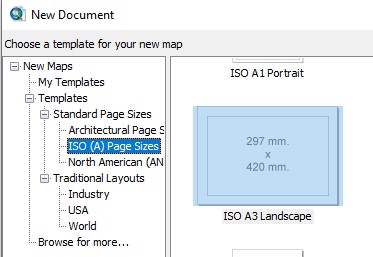 New Document
Choose a template for your new map
New Maps
My Templates
Templates
Standard Page Sizes
Architectural Page S
ISO (A) Page Sizes
North American (AN
Traditional Layouts
Industry
USA
World
Browse for more...
ISO A1 Portrait
297 mm.
x
420 mm.
ISO A3 Landscape